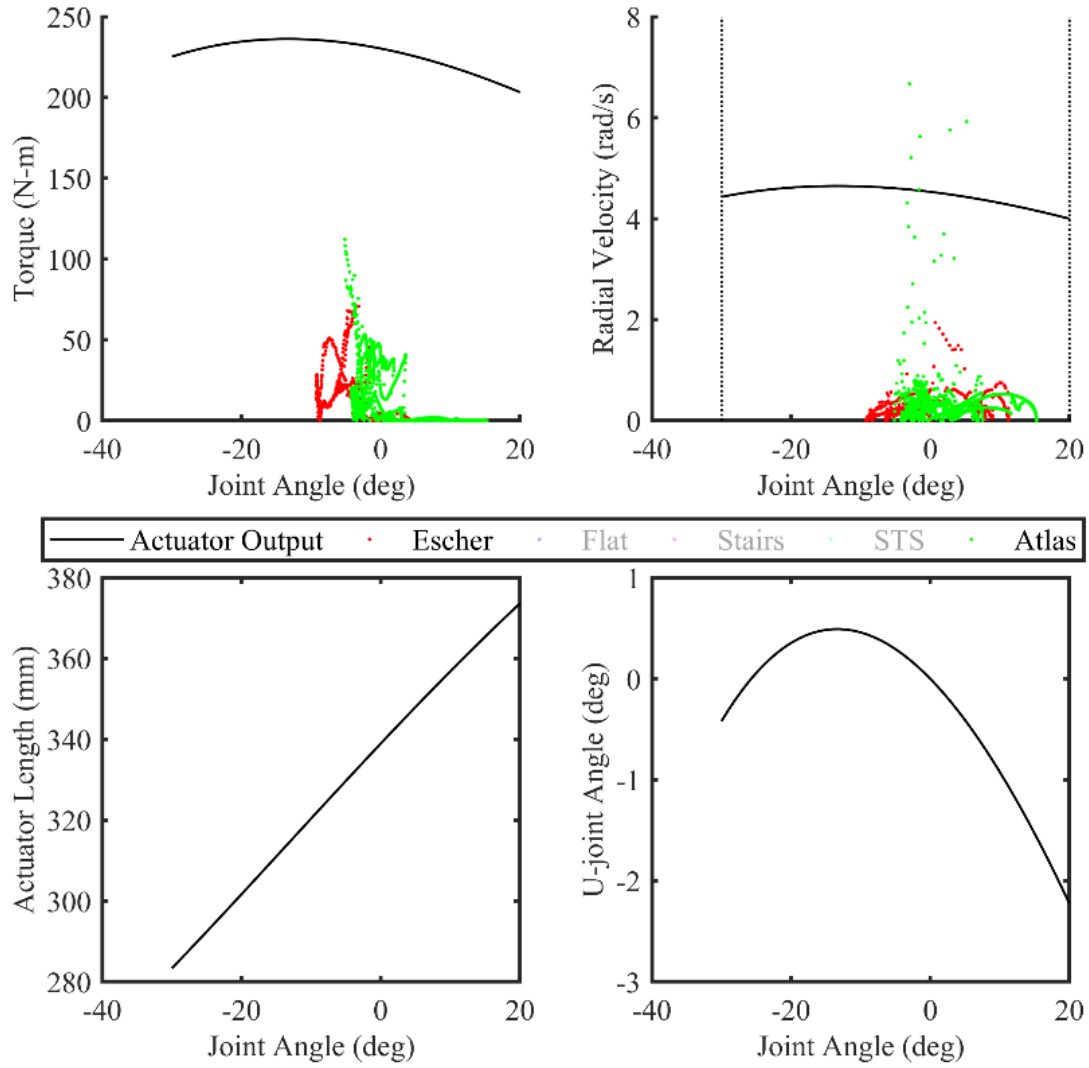 250
200
150
100
50
0
Torque (N-m)
-40 -20 0 20
Joint Angle (deg)
8
6
4
2
0
Radial Velocity (rad/s)
-40 -20 0 20
Joint Angle (deg)
Actuator Output Escher Flat Stairs STS Atlas
380
360
340
320
300
280
Actuator Length (mm)
-40 -20 0 20
Joint Angle (deg)
1
0
-1
-2
-3
U-joint Angle (deg)
-40 -20 0 20
Joint Angle (deg)